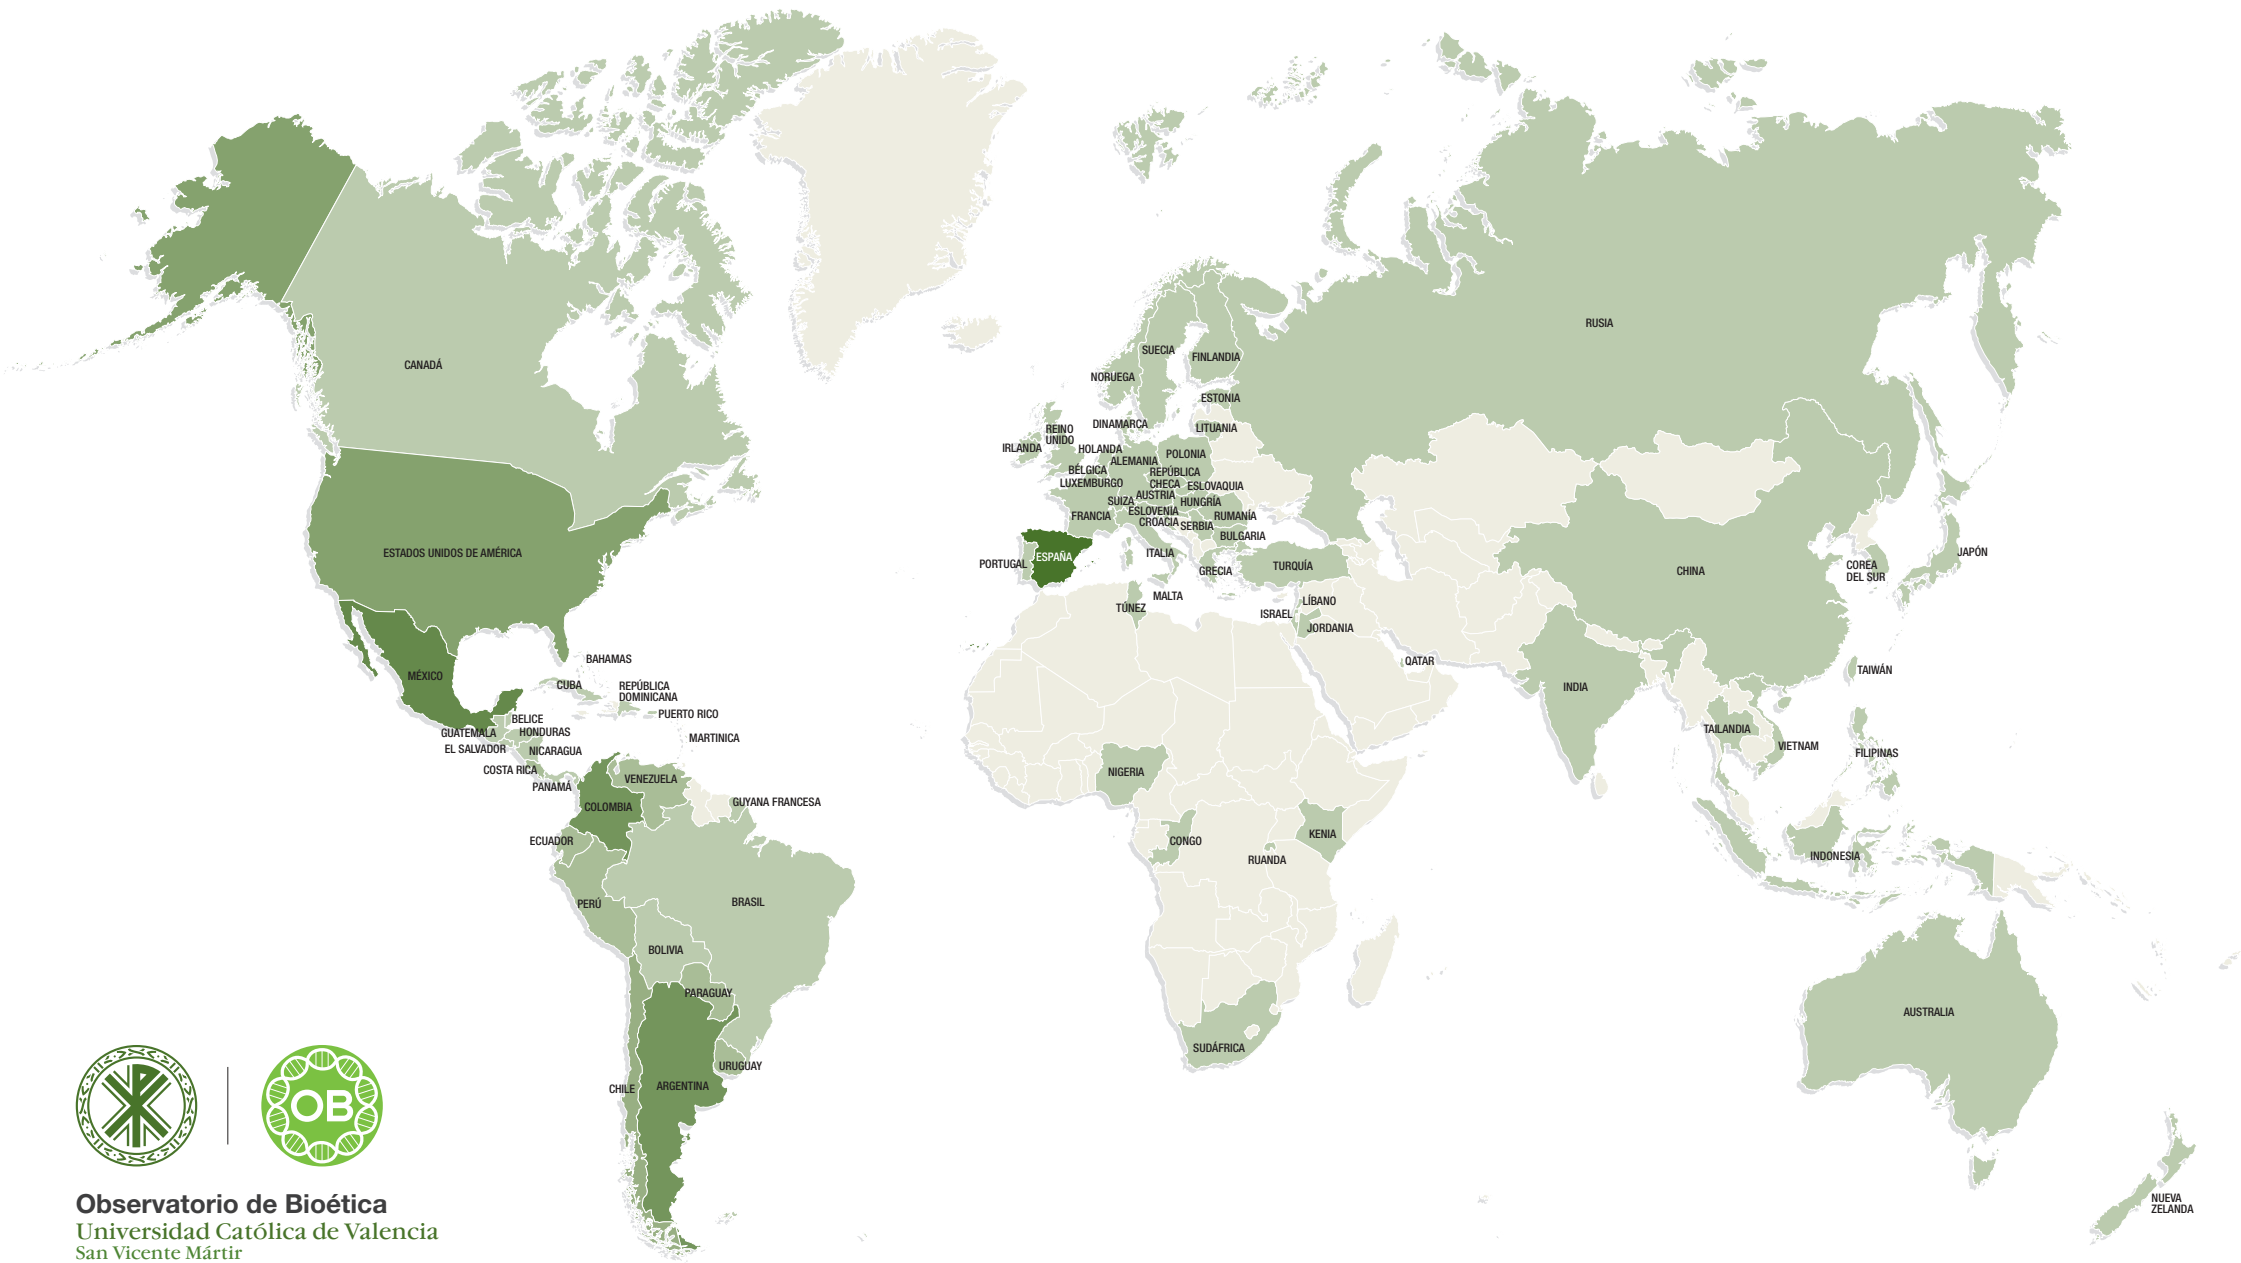 CANADÁ
ESTADOS UNIDOS DE AMÉRICA
MÉXICO
BAHAMAS
CUBA
REPÚBLICA
DOMINICANA
PUERTO RICO
MARTINICA
BELICE
GUATEMALA
HONDURAS
EL SALVADOR
NICARAGUA
COSTA RICA
PANAMÁ
VENEZUELA
COLOMBIA
GUYANA FRANCESA
ECUADOR
PERÚ
BRASIL
BOLIVIA
PARAGUAY
URUGUAY
CHILE
ARGENTINA
RUSIA
SUECIA
FINLANDIA
NORUEGA
ESTONIA
DINAMARCA
LITUANIA
REINO
UNIDO
IRLANDA
HOLANDA
POLONIA
ALEMANIA
BÉLGICA
REPÚBLICA
CHECA
LUXEMBURGO
ESLOVAQUIA
AUSTRIA
SUIZA
HUNGRÍA
ESLOVENIA
FRANCIA
RUMANÍA
CROACIA
SERBIA
BULGARIA
ITALIA
ESPAÑA
PORTUGAL
GRECIA
TURQUÍA
MALTA
TÚNEZ
LÍBANO
ISRAEL
JORDANIA
QATAR
NIGERIA
CONGO
KENIA
RUANDA
SUDÁFRICA
CHINA
COREA
DEL SUR
JAPÓN
TAIWÁN
INDIA
TAILANDIA
VIETNAM
FILIPINAS
INDONESIA
AUSTRALIA
NUEVA
ZELANDA
OB
Observatorio de Bioética
Universidad Católica de Valencia
San Vicente Mártir